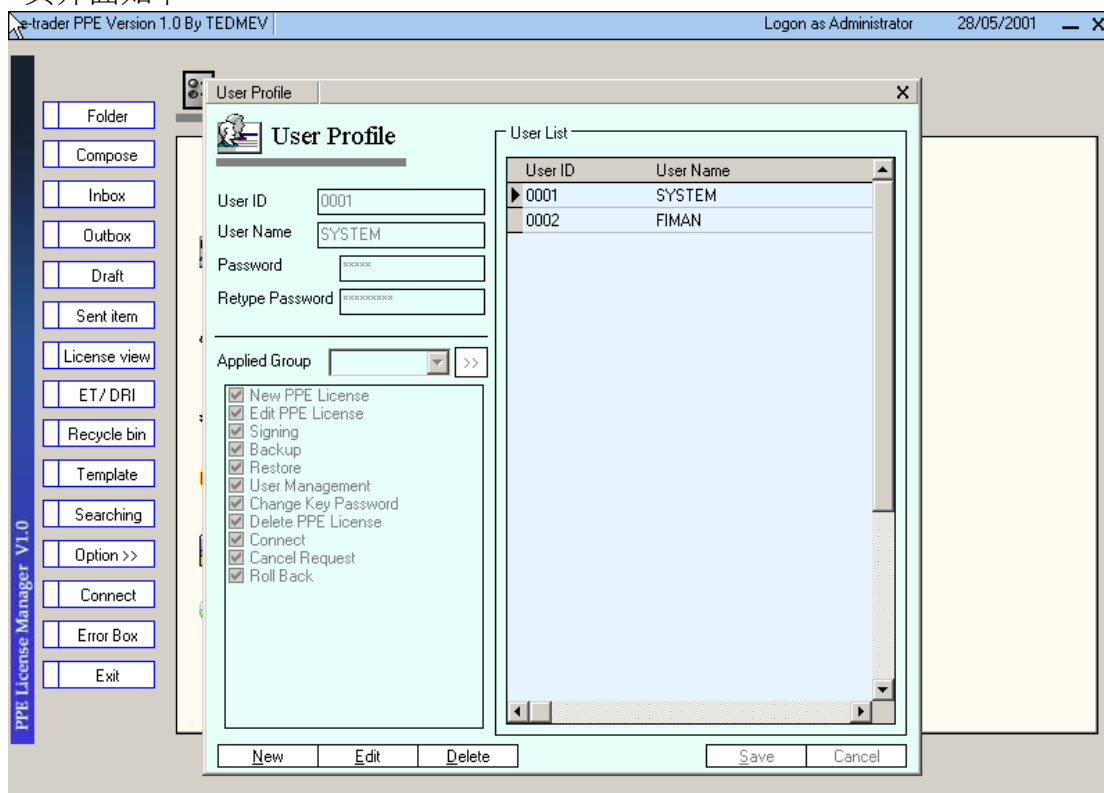 e-trader PPE Version 1.0 By TEDMEV
Logon as Administrator
28/05/2001
Folder
Compose
Inbox
Outbox
Draft
Sent item
License view
ET/ DRI
Recycle bin
Template
Searching
Option >>
Connect
Error Box
Exit
PPE License Manager V1.0
User Profile
X
User Profile
User ID
0001
User Name
SYSTEM
Password
xxxxx
Retype Password
xxxxxxxxx
Applied Group
>>
New PPE License
Edit PPE License
Signing
Backup
Restore
User Management
Change Key Password
Delete PPE License
Connect
Cancel Request
Roll Back
User List
User ID User Name
0001 SYSTEM
0002 FIMAN
New
Edit
Delete
Save
Cancel